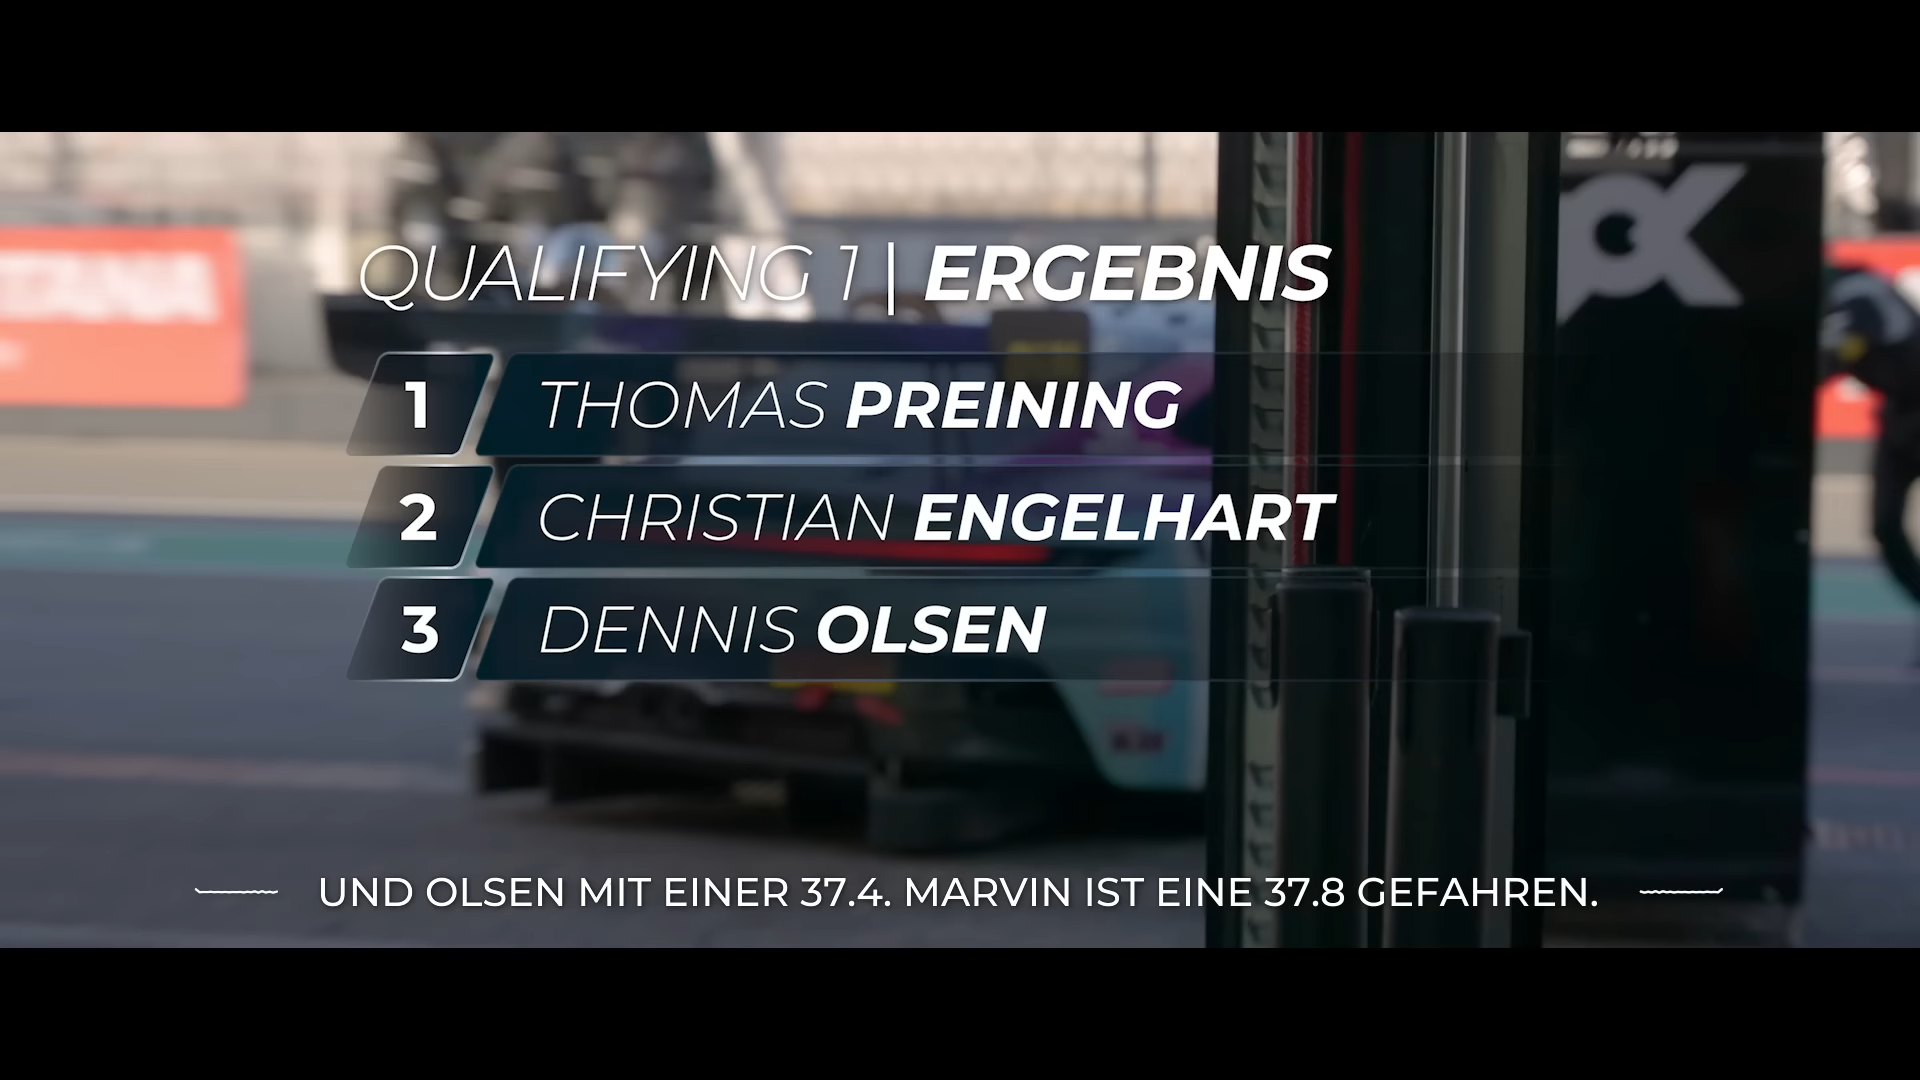 QUALIFYING 1 | ERGEBNIS
1 THOMAS PREINING
2 CHRISTIAN ENGELHART
3 DENNIS OLSEN
UND OLSEN MIT EINER 37.4. MARVIN IST EINE 37.8 GEFAHREN.